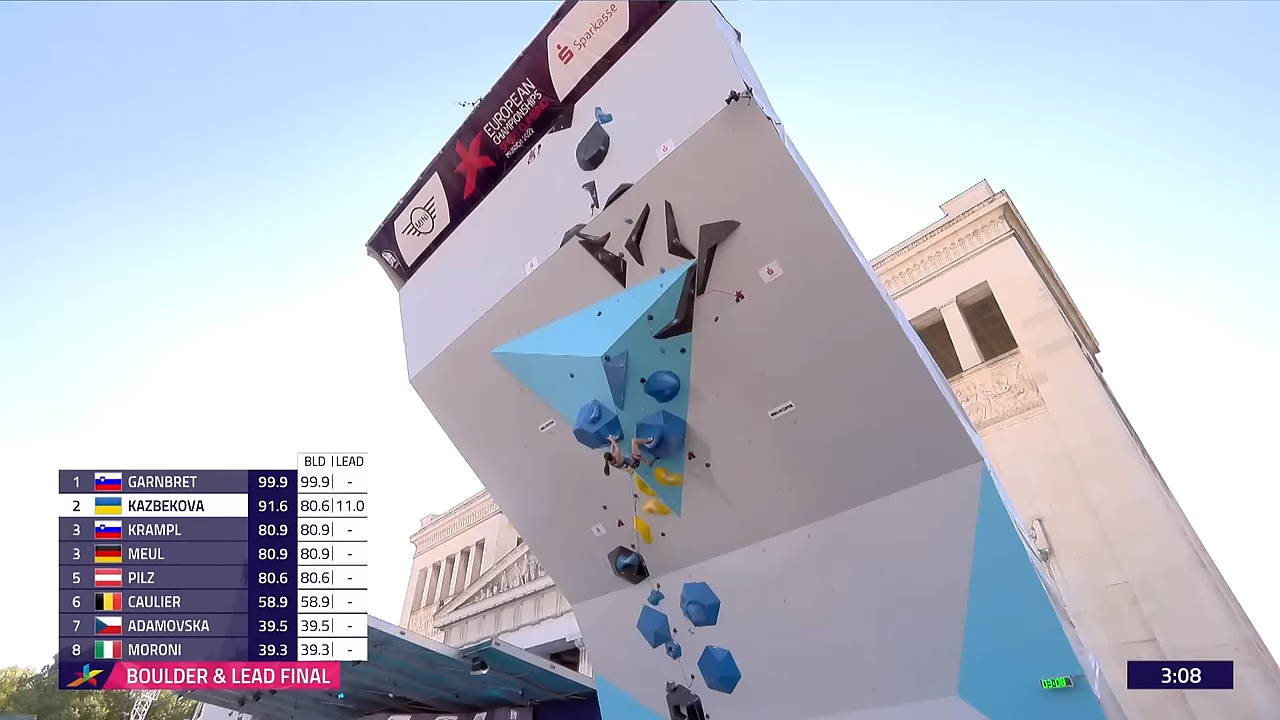 Sparkasse
EUROPEAN
CHAMPIONSHIPS
SPORT CLIMBING
MUNICH 2022
MINI
BLD | LEAD
1 GARNBRET 99.9 99.9 -
2 KAZBEKOVA 91.6 80.6 11.0
3 KRAMPL 80.9 80.9 -
3 MEUL 80.9 80.9 -
5 PILZ 80.6 80.6 -
6 CAULIER 58.9 58.9 -
7 ADAMOVSKA 39.5 39.5 -
8 MORONI 39.3 39.3 -
BOULDER & LEAD FINAL
3:08